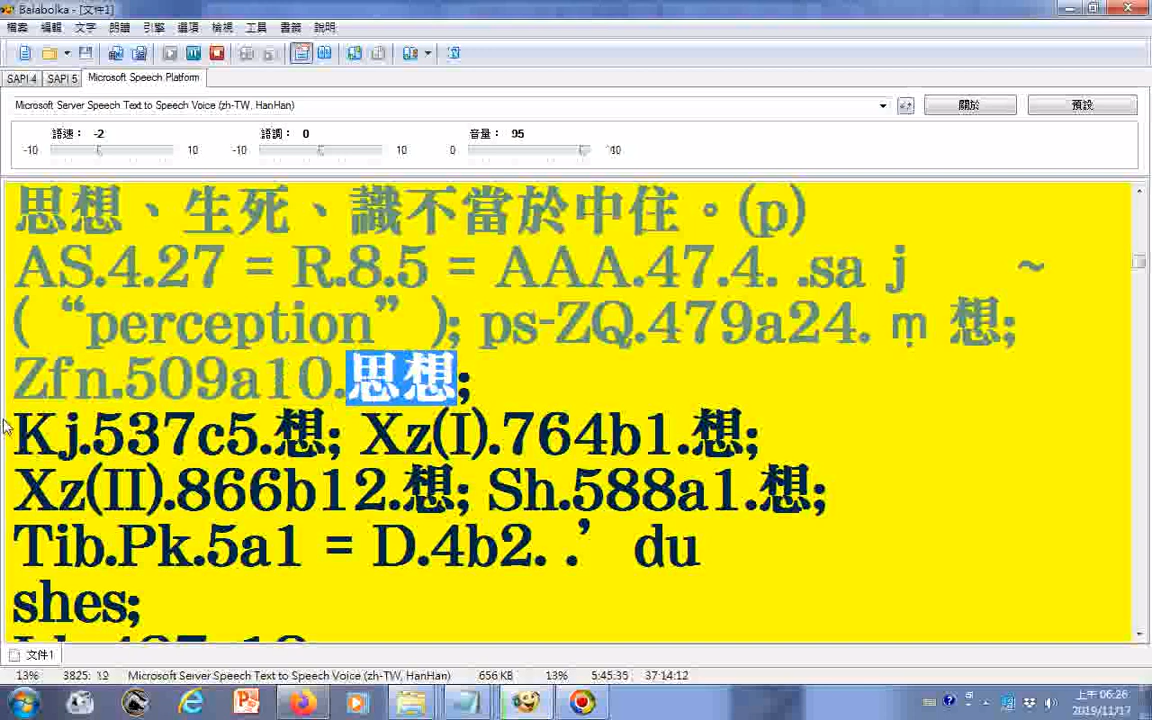 Balabolka - [文件1]
檔案 編輯 文字 朗讀 引擎 選項 檢視 工具 書籤 說明
SAPI 4 SAPI 5 Microsoft Speech Platform
Microsoft Server Speech Text to Speech Voice (zh-TW, HanHan) 關於 預設
語速： -2 語調： 0 音量： 95
-10 10 -10 10 0 100
思想、生死、識不當於中住。(p)
AS.4.27 = R.8.5 = AAA.47.4. .sa j ~
(“perception”); ps-ZQ.479a24. ṃ 想;
Zfn.509a10.思想;
Kj.537c5.想; Xz(I).764b1.想;
Xz(II).866b12.想; Sh.588a1.想;
Tib.Pk.5a1 = D.4b2. .’ du
shes;
文件1
13% 3825: 19 Microsoft Server Speech Text to Speech Voice (zh-TW, HanHan) 656 KB 13% 5:45:35 37:14:12
上午 06:26
2019/11/17